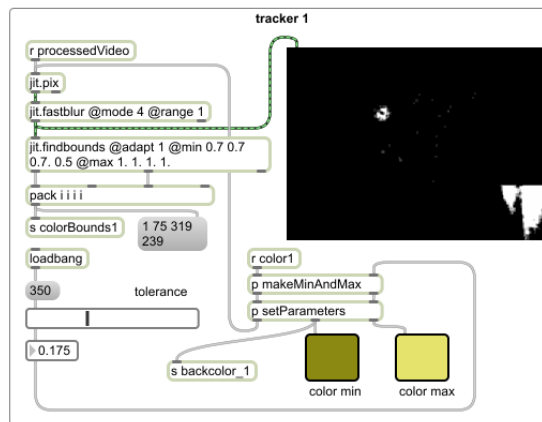 tracker 1
r processedVideo
jit.pix
jit.fastblur @mode 4 @range 1
jit.findbounds @adapt 1 @min 0.7 0.7
0.7. 0.5 @max 1. 1. 1. 1.
pack i i i i
s colorBounds1
1 75 319
239
loadbang
r color1
350
tolerance
p makeMinAndMax
p setParameters
0.175
s backcolor_1
color min
color max